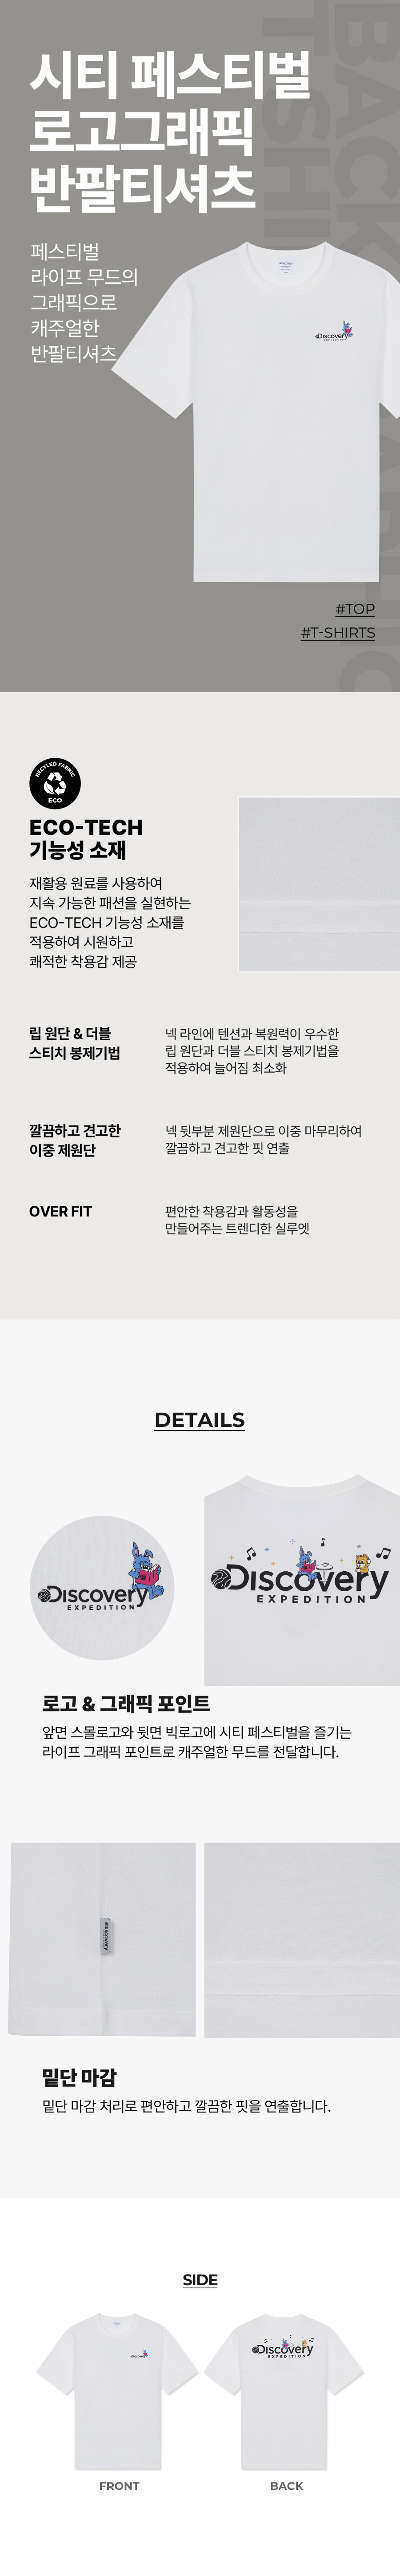 시티 페스티벌
로고그래픽
반팔티셔츠
페스티벌
라이프 무드의
그래픽으로
캐주얼한
반팔티셔츠
Discovery
EXPEDITION
#TOP
#T-SHIRTS
RECYLED FABRIC
ECO
ECO-TECH
기능성 소재
재활용 원료를 사용하여
지속 가능한 패션을 실현하는
ECO-TECH 기능성 소재를
적용하여 시원하고
쾌적한 착용감 제공
립 원단 & 더블
스티치 봉제기법
넥 라인에 텐션과 복원력이 우수한
립 원단과 더블 스티치 봉제기법을
적용하여 늘어짐 최소화
깔끔하고 견고한
이중 제원단
넥 뒷부분 제원단으로 이중 마무리하여
깔끔하고 견고한 핏 연출
OVER FIT
편안한 착용감과 활동성을
만들어주는 트렌디한 실루엣
DETAILS
Discovery
EXPEDITION
Discovery
EXPEDITION
로고 & 그래픽 포인트
앞면 스몰로고와 뒷면 빅로고에 시티 페스티벌을 즐기는
라이프 그래픽 포인트로 캐주얼한 무드를 전달합니다.
Discovery
밑단 마감
밑단 마감 처리로 편안하고 깔끔한 핏을 연출합니다.
SIDE
Discovery
Discovery
EXPEDITION
FRONT
BACK